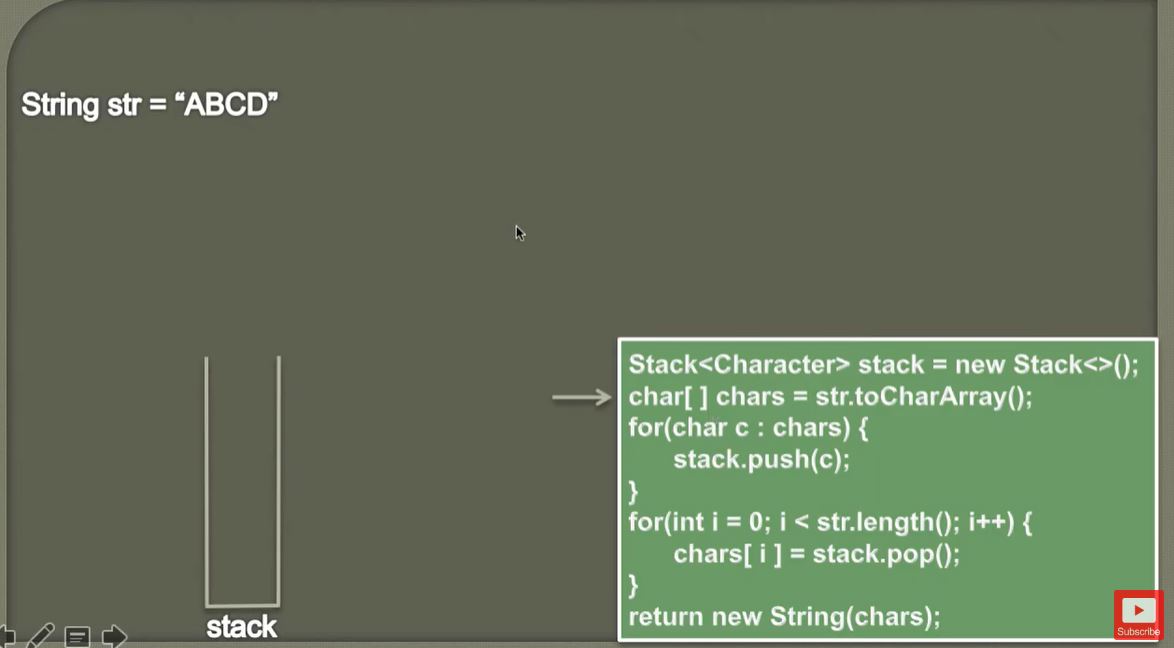 String str = “ABCD”
Stack<Character> stack = new Stack<>();
char[ ] chars = str.toCharArray();
for(char c : chars) {
stack.push(c);
}
for(int i = 0; i < str.length(); i++) {
chars[ i ] = stack.pop();
}
return new String(chars);
stack
Subscribe